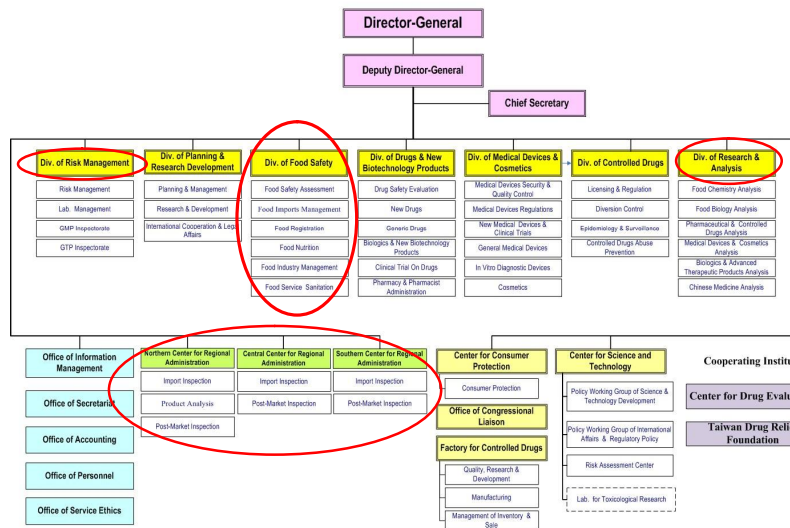 Director-General
Deputy Director-General
Chief Secretary
Div. of Risk Management
Risk Management
Lab. Management
GMP Inspectorate
GTP Inspectorate
Div. of Planning &
Research Development
Planning & Management
Research & Development
International Cooperation & Legal
Affairs
Div. of Food Safety
Food Safety Assessment
Food Imports Management
Food Registration
Food Nutrition
Food Industry Management
Food Service Sanitation
Div. of Drugs & New
Biotechnology Products
Drug Safety Evaluation
New Drugs
Generic Drugs
Biologics & New Biotechnology
Products
Clinical Trial On Drugs
Pharmacy & Pharmacist
Administration
Div. of Medical Devices &
Cosmetics
Medical Devices Security &
Quality Control
Medical Devices Regulations
New Medical Devices &
Clinical Trials
General Medical Devices
In Vitro Diagnostic Devices
Cosmetics
Div. of Controlled Drugs
Licensing & Regulation
Diversion Control
Epidemiology & Surveillance
Controlled Drugs Abuse
Prevention
Div. of Research &
Analysis
Food Chemistry Analysis
Food Biology Analysis
Pharmaceutical & Controlled
Drugs Analysis
Medical Devices & Cosmetics
Analysis
Biologics & Advanced
Therapeutic Products Analysis
Chinese Medicine Analysis
Office of Information
Management
Office of Secretariat
Office of Accounting
Office of Personnel
Office of Service Ethics
Northern Center for Regional
Administration
Import Inspection
Product Analysis
Post-Market Inspection
Central Center for Regional
Administration
Import Inspection
Post-Market Inspection
Southern Center for Regional
Administration
Import Inspection
Post-Market Inspection
Center for Consumer
Protection
Consumer Protection
Office of Congressional
Liaison
Factory for Controlled Drugs
Quality, Research &
Development
Manufacturing
Management of Inventory &
Sale
Center for Science and
Technology
Policy Working Group of Science &
Technology Development
Policy Working Group of International
Affairs & Regulatory Policy
Risk Assessment Center
Lab. for Toxicological Research
Cooperating Institu
Center for Drug Evalu
Taiwan Drug Relie
Foundation